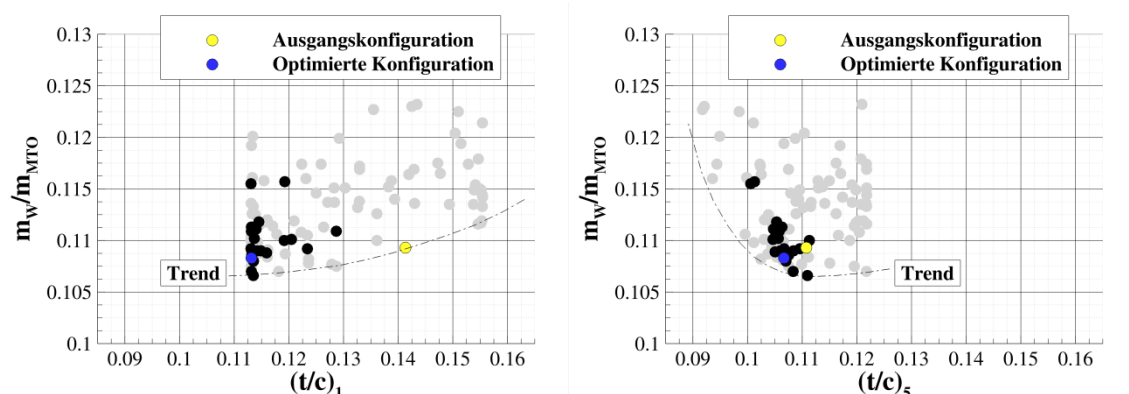 Ausgangskonfiguration
Optimierte Konfiguration
0.13
0.125
0.12
0.115
0.11
0.105
0.1
m_W/m_MTO
Trend
0.09 0.1 0.11 0.12 0.13 0.14 0.15 0.16
(t/c)_1
Ausgangskonfiguration
Optimierte Konfiguration
0.13
0.125
0.12
0.115
0.11
0.105
0.1
m_W/m_MTO
Trend
0.09 0.1 0.11 0.12 0.13 0.14 0.15 0.16
(t/c)_5